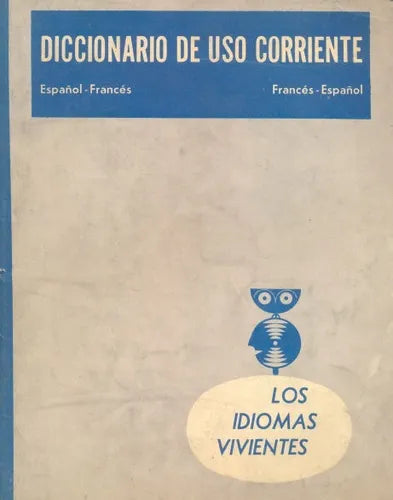 DICCIONARIO DE USO CORRIENTE
Español - Francés
Francés - Español
LOS
IDIOMAS
VIVIENTES